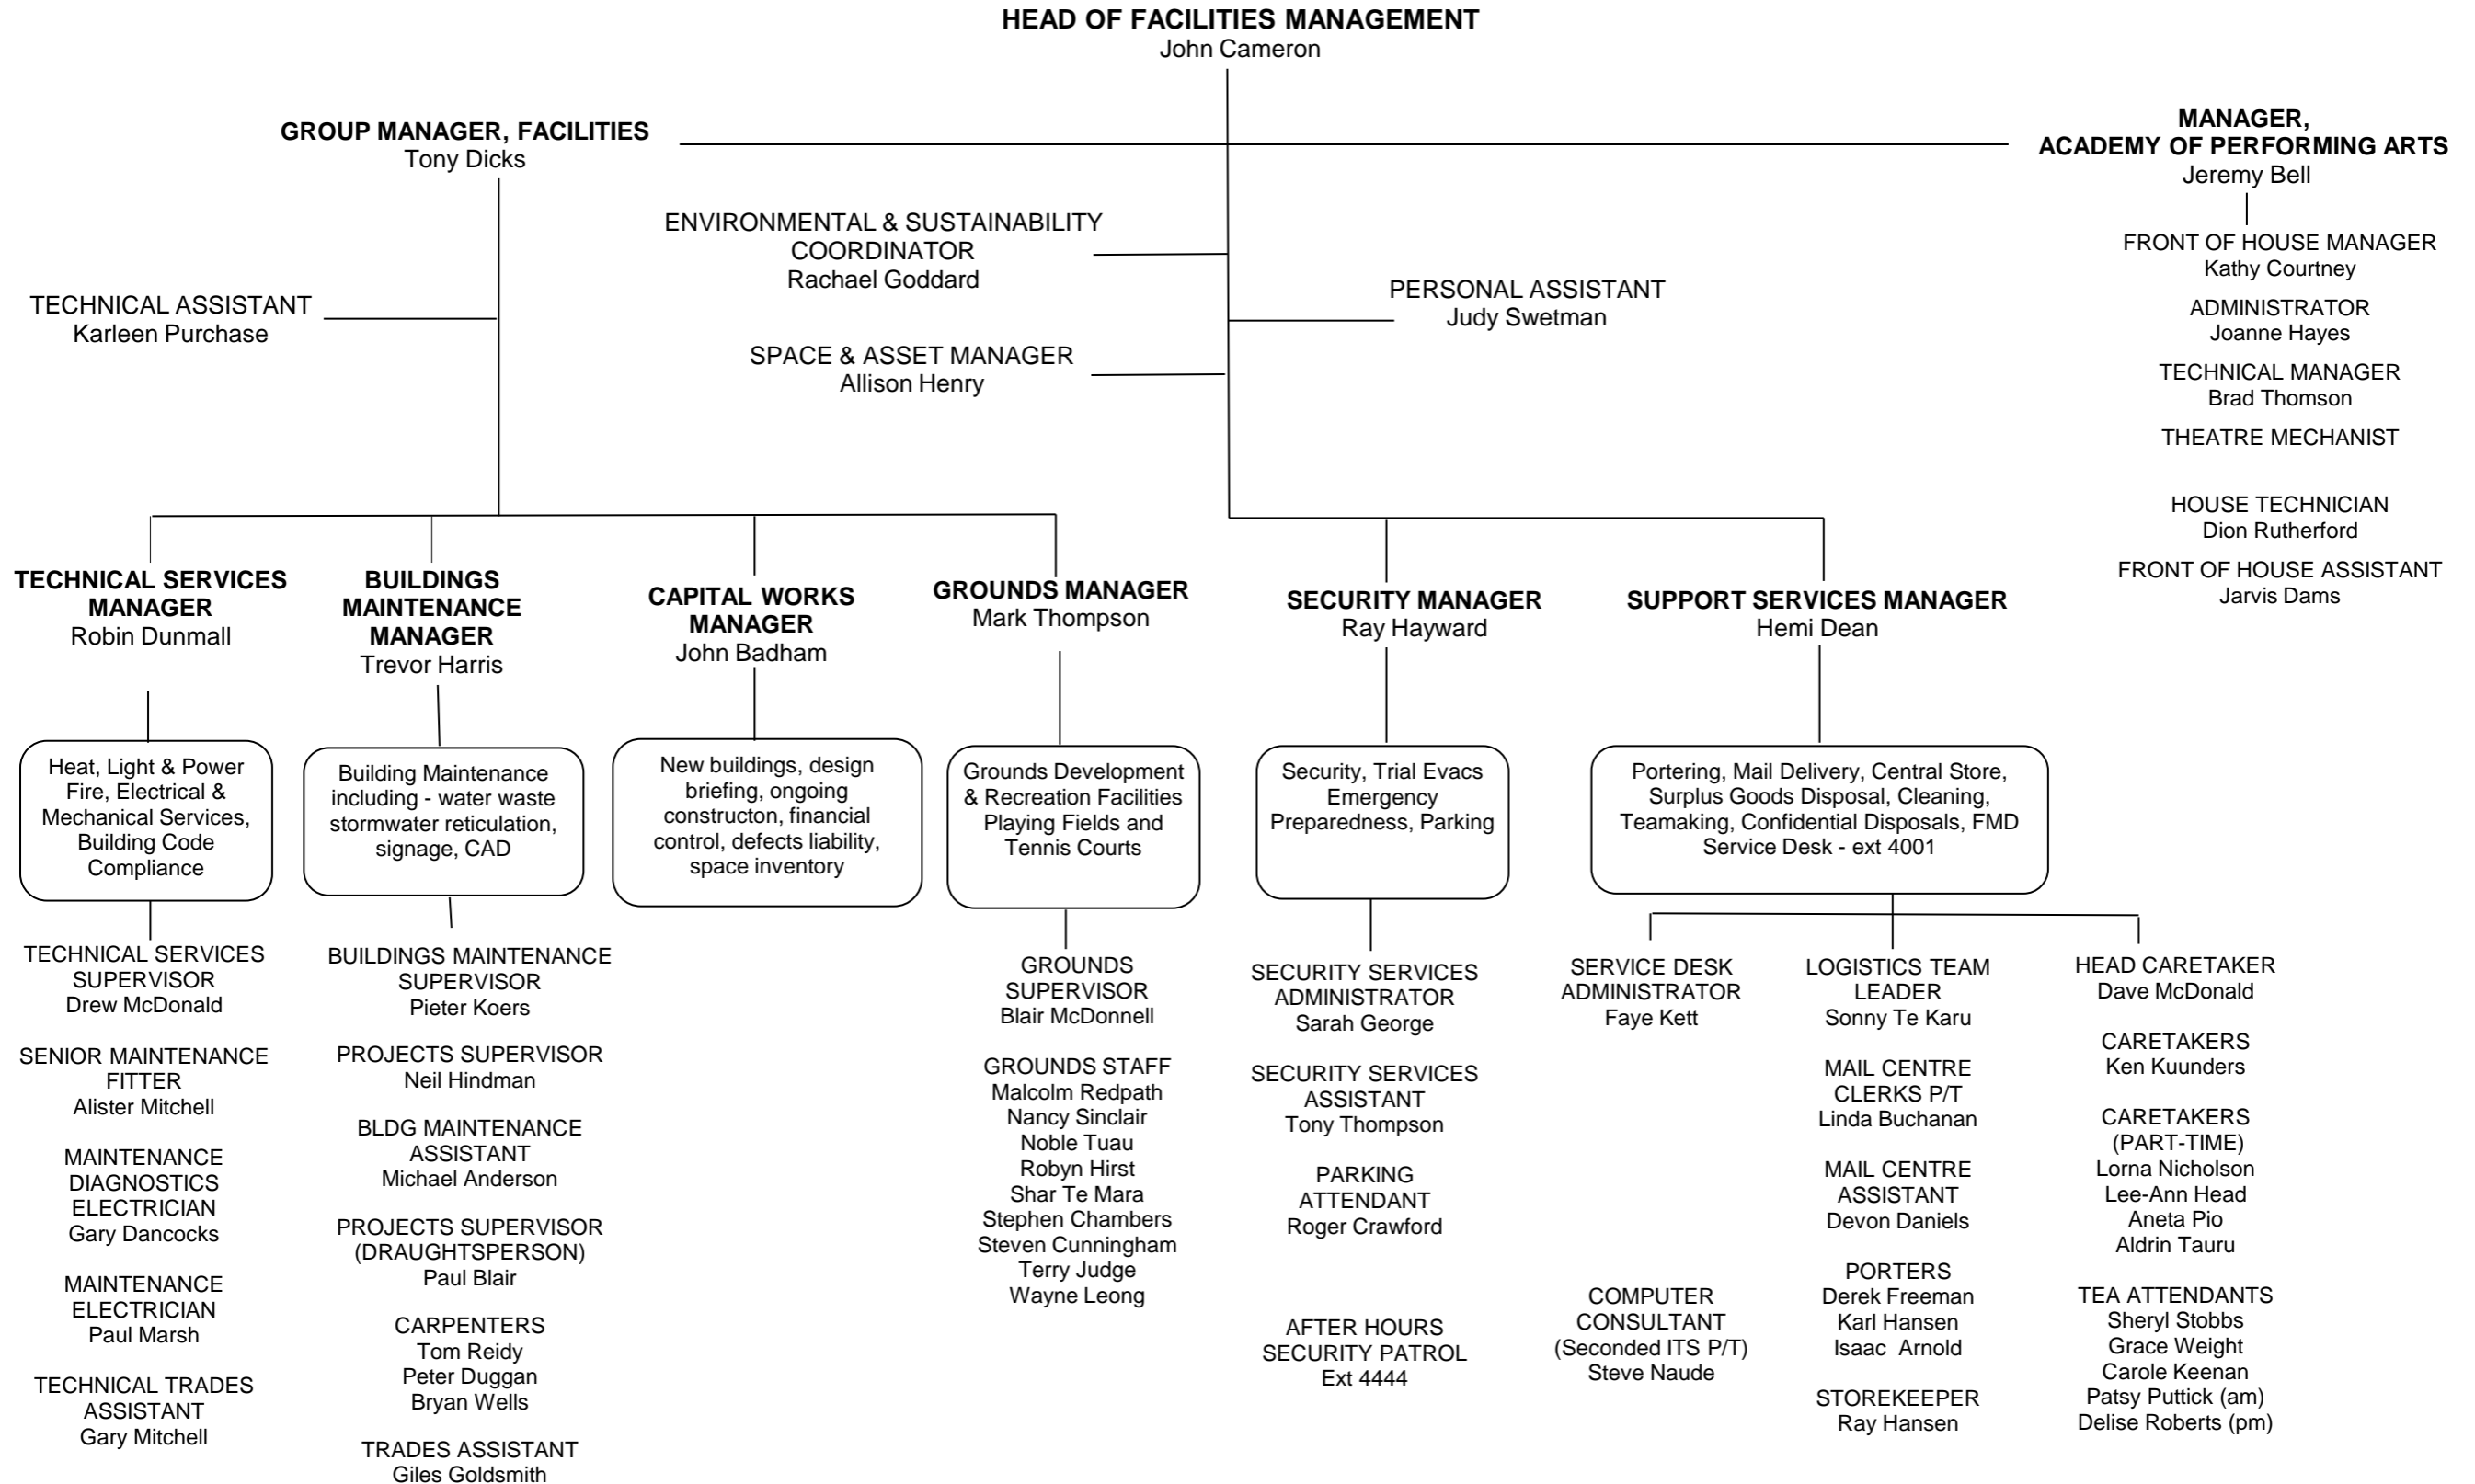 HEAD OF FACILITIES MANAGEMENT
John Cameron
GROUP MANAGER, FACILITIES
Tony Dicks
MANAGER,
ACADEMY OF PERFORMING ARTS
Jeremy Bell
ENVIRONMENTAL & SUSTAINABILITY
COORDINATOR
Rachael Goddard
TECHNICAL ASSISTANT
Karleen Purchase
PERSONAL ASSISTANT
Judy Swetman
SPACE & ASSET MANAGER
Allison Henry
FRONT OF HOUSE MANAGER
Kathy Courtney
ADMINISTRATOR
Joanne Hayes
TECHNICAL MANAGER
Brad Thomson
THEATRE MECHANIST
HOUSE TECHNICIAN
Dion Rutherford
FRONT OF HOUSE ASSISTANT
Jarvis Dams
TECHNICAL SERVICES
MANAGER
Robin Dunmall
Heat, Light & Power
Fire, Electrical &
Mechanical Services,
Building Code
Compliance
TECHNICAL SERVICES
SUPERVISOR
Drew McDonald
SENIOR MAINTENANCE
FITTER
Alister Mitchell
MAINTENANCE
DIAGNOSTICS
ELECTRICIAN
Gary Dancocks
MAINTENANCE
ELECTRICIAN
Paul Marsh
TECHNICAL TRADES
ASSISTANT
Gary Mitchell
BUILDINGS
MAINTENANCE
MANAGER
Trevor Harris
Building Maintenance
including - water waste
stormwater reticulation,
signage, CAD
BUILDINGS MAINTENANCE
SUPERVISOR
Pieter Koers
PROJECTS SUPERVISOR
Neil Hindman
BLDG MAINTENANCE
ASSISTANT
Michael Anderson
PROJECTS SUPERVISOR
(DRAUGHTSPERSON)
Paul Blair
CARPENTERS
Tom Reidy
Peter Duggan
Bryan Wells
TRADES ASSISTANT
Giles Goldsmith
CAPITAL WORKS
MANAGER
John Badham
New buildings, design
briefing, ongoing
constructon, financial
control, defects liability,
space inventory
GROUNDS MANAGER
Mark Thompson
Grounds Development
& Recreation Facilities
Playing Fields and
Tennis Courts
GROUNDS
SUPERVISOR
Blair McDonnell
GROUNDS STAFF
Malcolm Redpath
Nancy Sinclair
Noble Tuau
Robyn Hirst
Shar Te Mara
Stephen Chambers
Steven Cunningham
Terry Judge
Wayne Leong
SECURITY MANAGER
Ray Hayward
Security, Trial Evacs
Emergency
Preparedness, Parking
SECURITY SERVICES
ADMINISTRATOR
Sarah George
SECURITY SERVICES
ASSISTANT
Tony Thompson
PARKING
ATTENDANT
Roger Crawford
AFTER HOURS
SECURITY PATROL
Ext 4444
SUPPORT SERVICES MANAGER
Hemi Dean
Portering, Mail Delivery, Central Store,
Surplus Goods Disposal, Cleaning,
Teamaking, Confidential Disposals, FMD
Service Desk - ext 4001
SERVICE DESK
ADMINISTRATOR
Faye Kett
COMPUTER
CONSULTANT
(Seconded ITS P/T)
Steve Naude
LOGISTICS TEAM
LEADER
Sonny Te Karu
MAIL CENTRE
CLERKS P/T
Linda Buchanan
MAIL CENTRE
ASSISTANT
Devon Daniels
PORTERS
Derek Freeman
Karl Hansen
Isaac Arnold
STOREKEEPER
Ray Hansen
HEAD CARETAKER
Dave McDonald
CARETAKERS
Ken Kuunders
CARETAKERS
(PART-TIME)
Lorna Nicholson
Lee-Ann Head
Aneta Pio
Aldrin Tauru
TEA ATTENDANTS
Sheryl Stobbs
Grace Weight
Carole Keenan
Patsy Puttick (am)
Delise Roberts (pm)